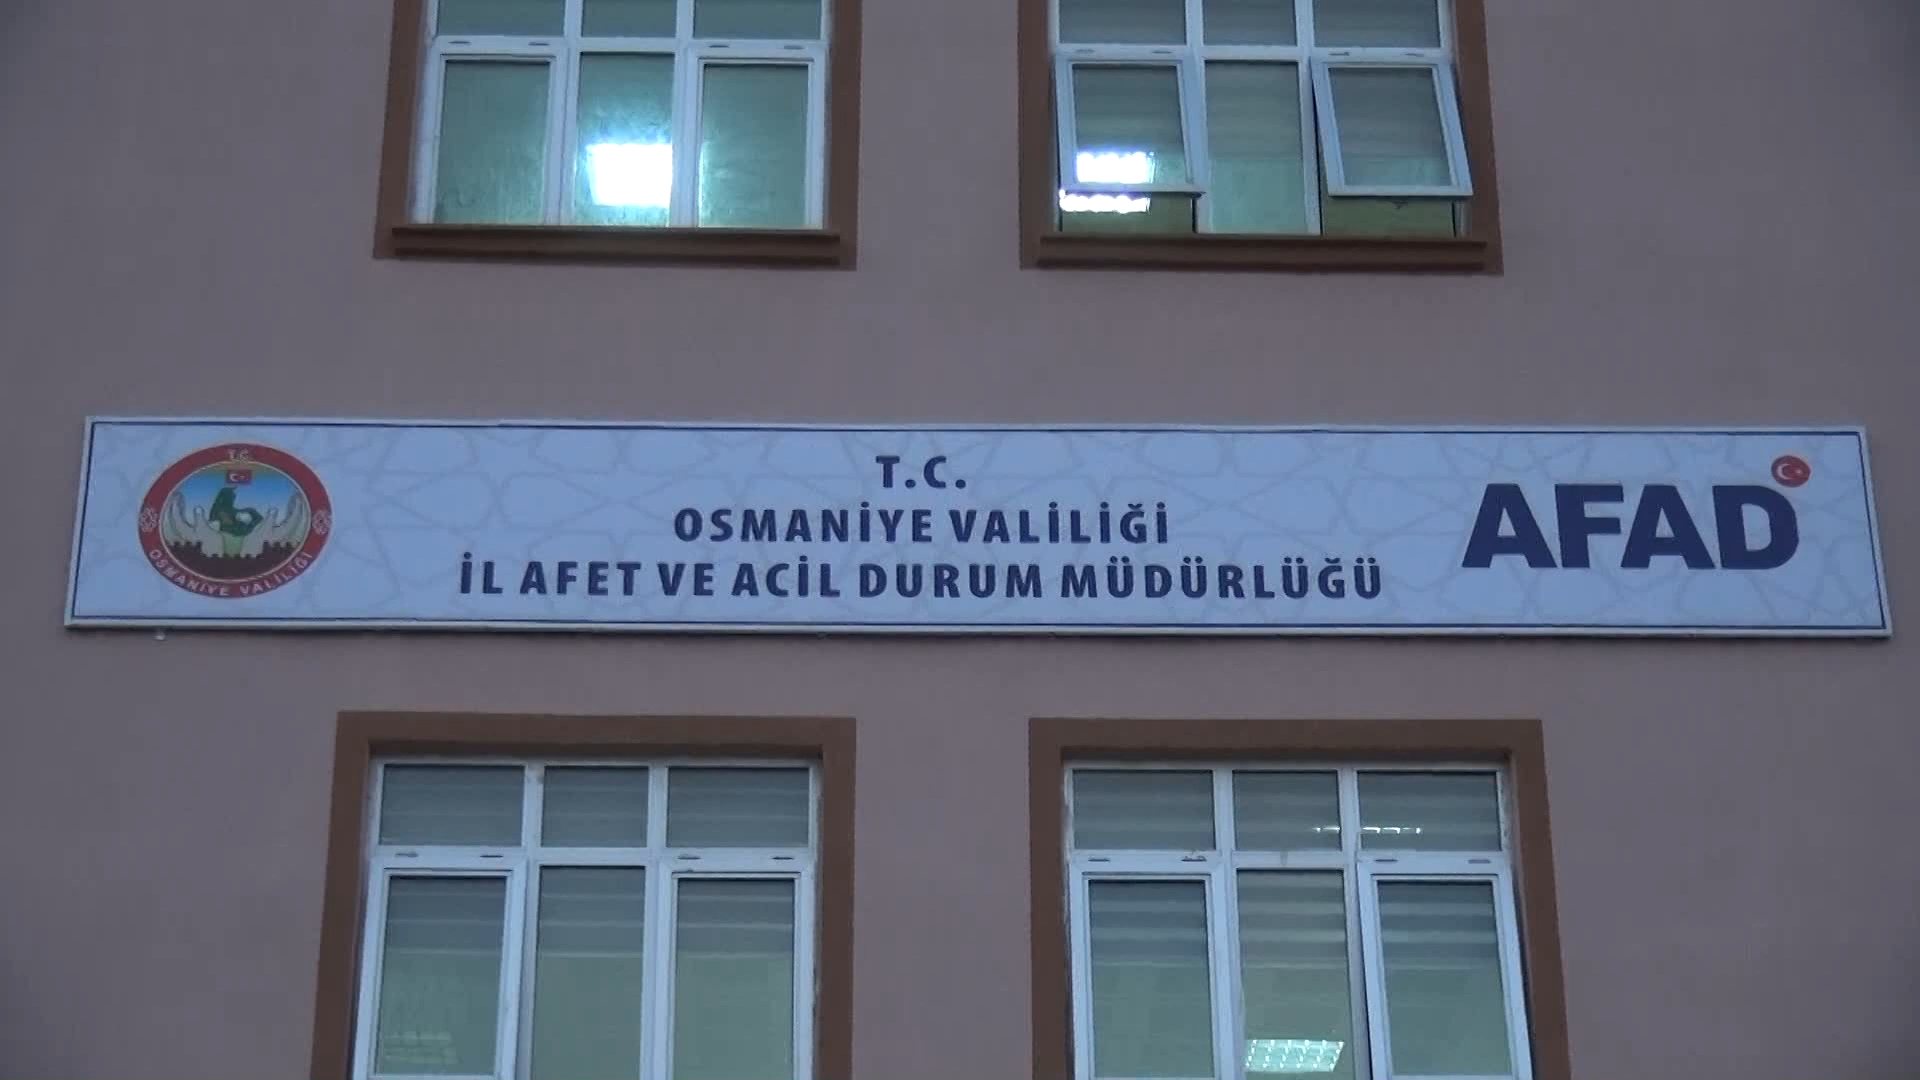 T.C.
OSMANİYE VALİLİĞİ
İL AFET VE ACİL DURUM MÜDÜRLÜĞÜ
AFAD
T.C.
OSMANİYE VALİLİĞİ